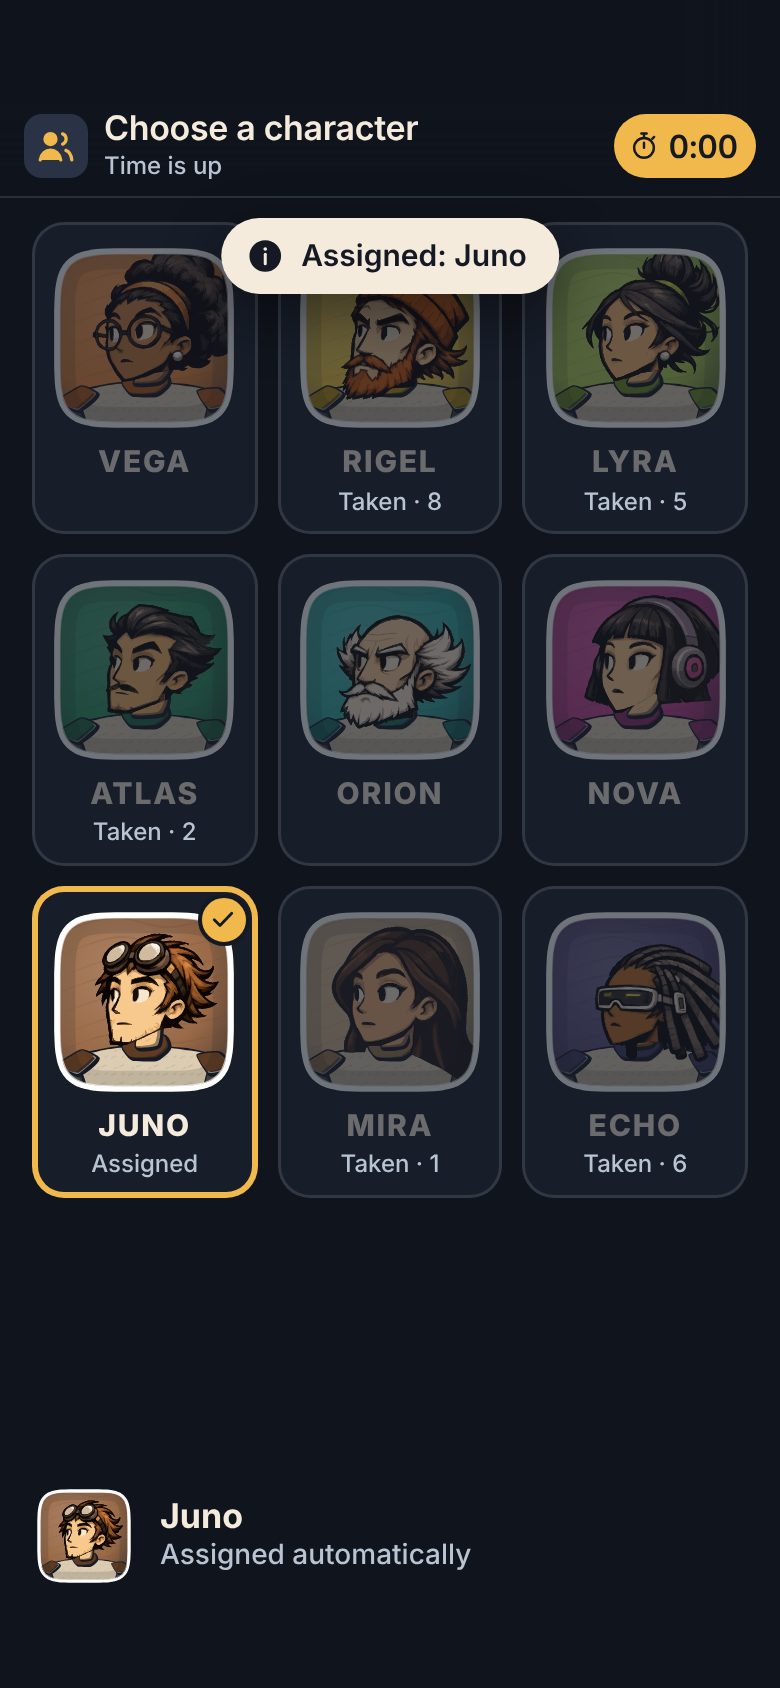 Choose a character
Time is up
0:00
Assigned: Juno
VEGA
RIGEL
Taken · 8
LYRA
Taken · 5
ATLAS
Taken · 2
ORION
NOVA
JUNO
Assigned
MIRA
Taken · 1
ECHO
Taken · 6
Juno
Assigned automatically